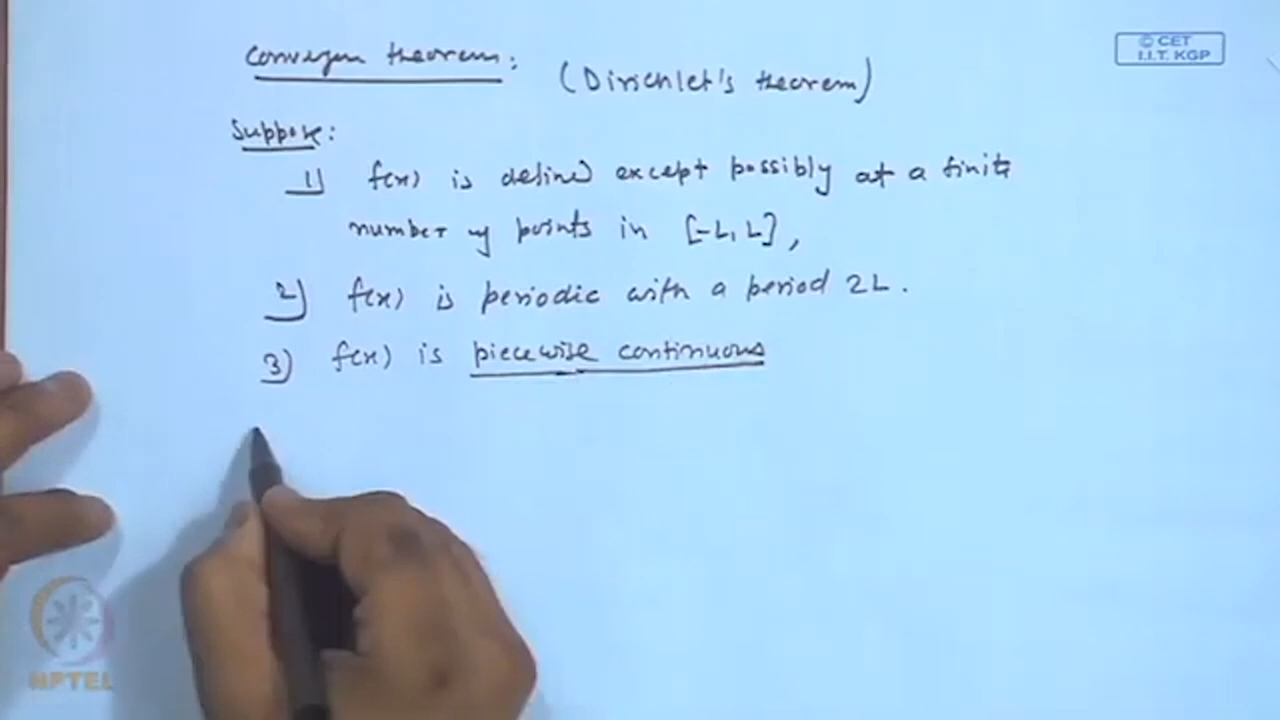 Convergen theorem: (Dirichlet's theorem)
© CET
I.I.T. KGP
Suppose:
1) f(x) is defined except possibly at a finite
number of points in [-L, L],
2) f(x) is periodic with a period 2L.
3) f(x) is piecewise continuous
NPTEL